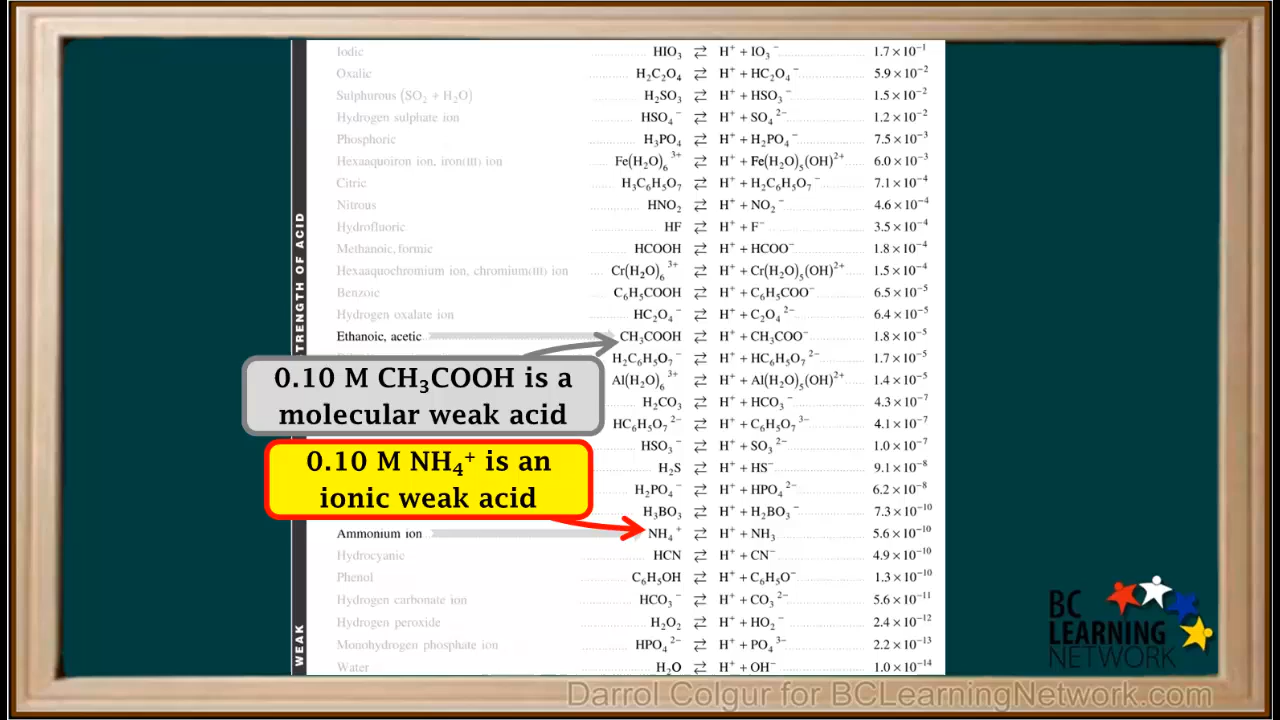 Iodic HIO₃ ⇄ H⁺ + IO₃⁻ 1.7 × 10⁻¹
Oxalic H₂C₂O₄ ⇄ H⁺ + HC₂O₄⁻ 5.9 × 10⁻²
Sulphurous (SO₂ + H₂O) H₂SO₃ ⇄ H⁺ + HSO₃⁻ 1.5 × 10⁻²
Hydrogen sulphate ion HSO₄⁻ ⇄ H⁺ + SO₄²⁻ 1.2 × 10⁻²
Phosphoric H₃PO₄ ⇄ H⁺ + H₂PO₄⁻ 7.5 × 10⁻³
Hexaaquoiron ion, iron(III) ion Fe(H₂O)₆³⁺ ⇄ H⁺ + Fe(H₂O)₅(OH)²⁺ 6.0 × 10⁻³
Citric H₃C₆H₅O₇ ⇄ H⁺ + H₂C₆H₅O₇⁻ 7.1 × 10⁻⁴
Nitrous HNO₂ ⇄ H⁺ + NO₂⁻ 4.6 × 10⁻⁴
Hydrofluoric HF ⇄ H⁺ + F⁻ 3.5 × 10⁻⁴
Methanoic, formic HCOOH ⇄ H⁺ + HCOO⁻ 1.8 × 10⁻⁴
Hexaaquochromium ion, chromium(III) ion Cr(H₂O)₆³⁺ ⇄ H⁺ + Cr(H₂O)₅(OH)²⁺ 1.5 × 10⁻⁴
Benzoic C₆H₅COOH ⇄ H⁺ + C₆H₅COO⁻ 6.5 × 10⁻⁵
Hydrogen oxalate ion HC₂O₄⁻ ⇄ H⁺ + C₂O₄²⁻ 6.4 × 10⁻⁵
Ethanoic, acetic CH₃COOH ⇄ H⁺ + CH₃COO⁻ 1.8 × 10⁻⁵
H₂C₆H₅O₇⁻ ⇄ H⁺ + HC₆H₅O₇²⁻ 1.7 × 10⁻⁵
Al(H₂O)₆³⁺ ⇄ H⁺ + Al(H₂O)₅(OH)²⁺ 1.4 × 10⁻⁵
H₂CO₃ ⇄ H⁺ + HCO₃⁻ 4.3 × 10⁻⁷
HC₆H₅O₇²⁻ ⇄ H⁺ + C₆H₅O₇³⁻ 4.1 × 10⁻⁷
HSO₃⁻ ⇄ H⁺ + SO₃²⁻ 1.0 × 10⁻⁷
H₂S ⇄ H⁺ + HS⁻ 9.1 × 10⁻⁸
H₂PO₄⁻ ⇄ H⁺ + HPO₄²⁻ 6.2 × 10⁻⁸
H₃BO₃ ⇄ H⁺ + H₂BO₃⁻ 7.3 × 10⁻¹⁰
Ammonium ion NH₄⁺ ⇄ H⁺ + NH₃ 5.6 × 10⁻¹⁰
Hydrocyanic HCN ⇄ H⁺ + CN⁻ 4.9 × 10⁻¹⁰
Phenol C₆H₅OH ⇄ H⁺ + C₆H₅O⁻ 1.3 × 10⁻¹⁰
Hydrogen carbonate ion HCO₃⁻ ⇄ H⁺ + CO₃²⁻ 5.6 × 10⁻¹¹
Hydrogen peroxide H₂O₂ ⇄ H⁺ + HO₂⁻ 2.4 × 10⁻¹²
Monohydrogen phosphate ion HPO₄²⁻ ⇄ H⁺ + PO₄³⁻ 2.2 × 10⁻¹³
Water H₂O ⇄ H⁺ + OH⁻ 1.0 × 10⁻¹⁴
TRENGTH OF ACID
WEAK
0.10 M CH₃COOH is a
molecular weak acid
0.10 M NH₄⁺ is an
ionic weak acid
BC
LEARNING
NETWORK
Darrol Colgur for BCLearningNetwork.com